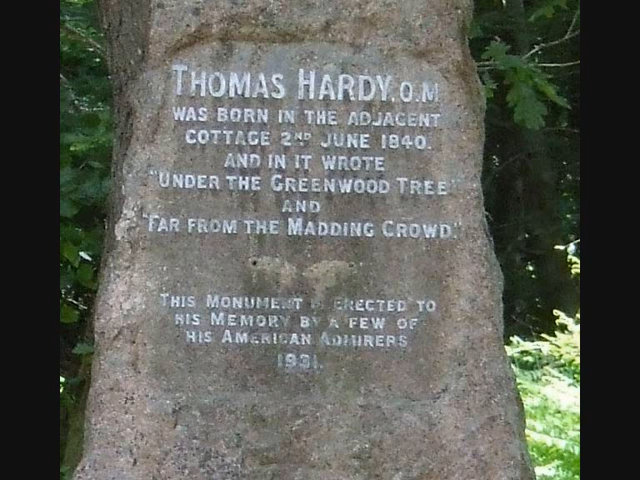 THOMAS HARDY, O.M
WAS BORN IN THE ADJACENT
COTTAGE 2ND JUNE 1840.
AND IN IT WROTE
"UNDER THE GREENWOOD TREE"
AND
"FAR FROM THE MADDING CROWD."
THIS MONUMENT IS ERECTED TO
HIS MEMORY BY A FEW OF
HIS AMERICAN ADMIRERS
1931.